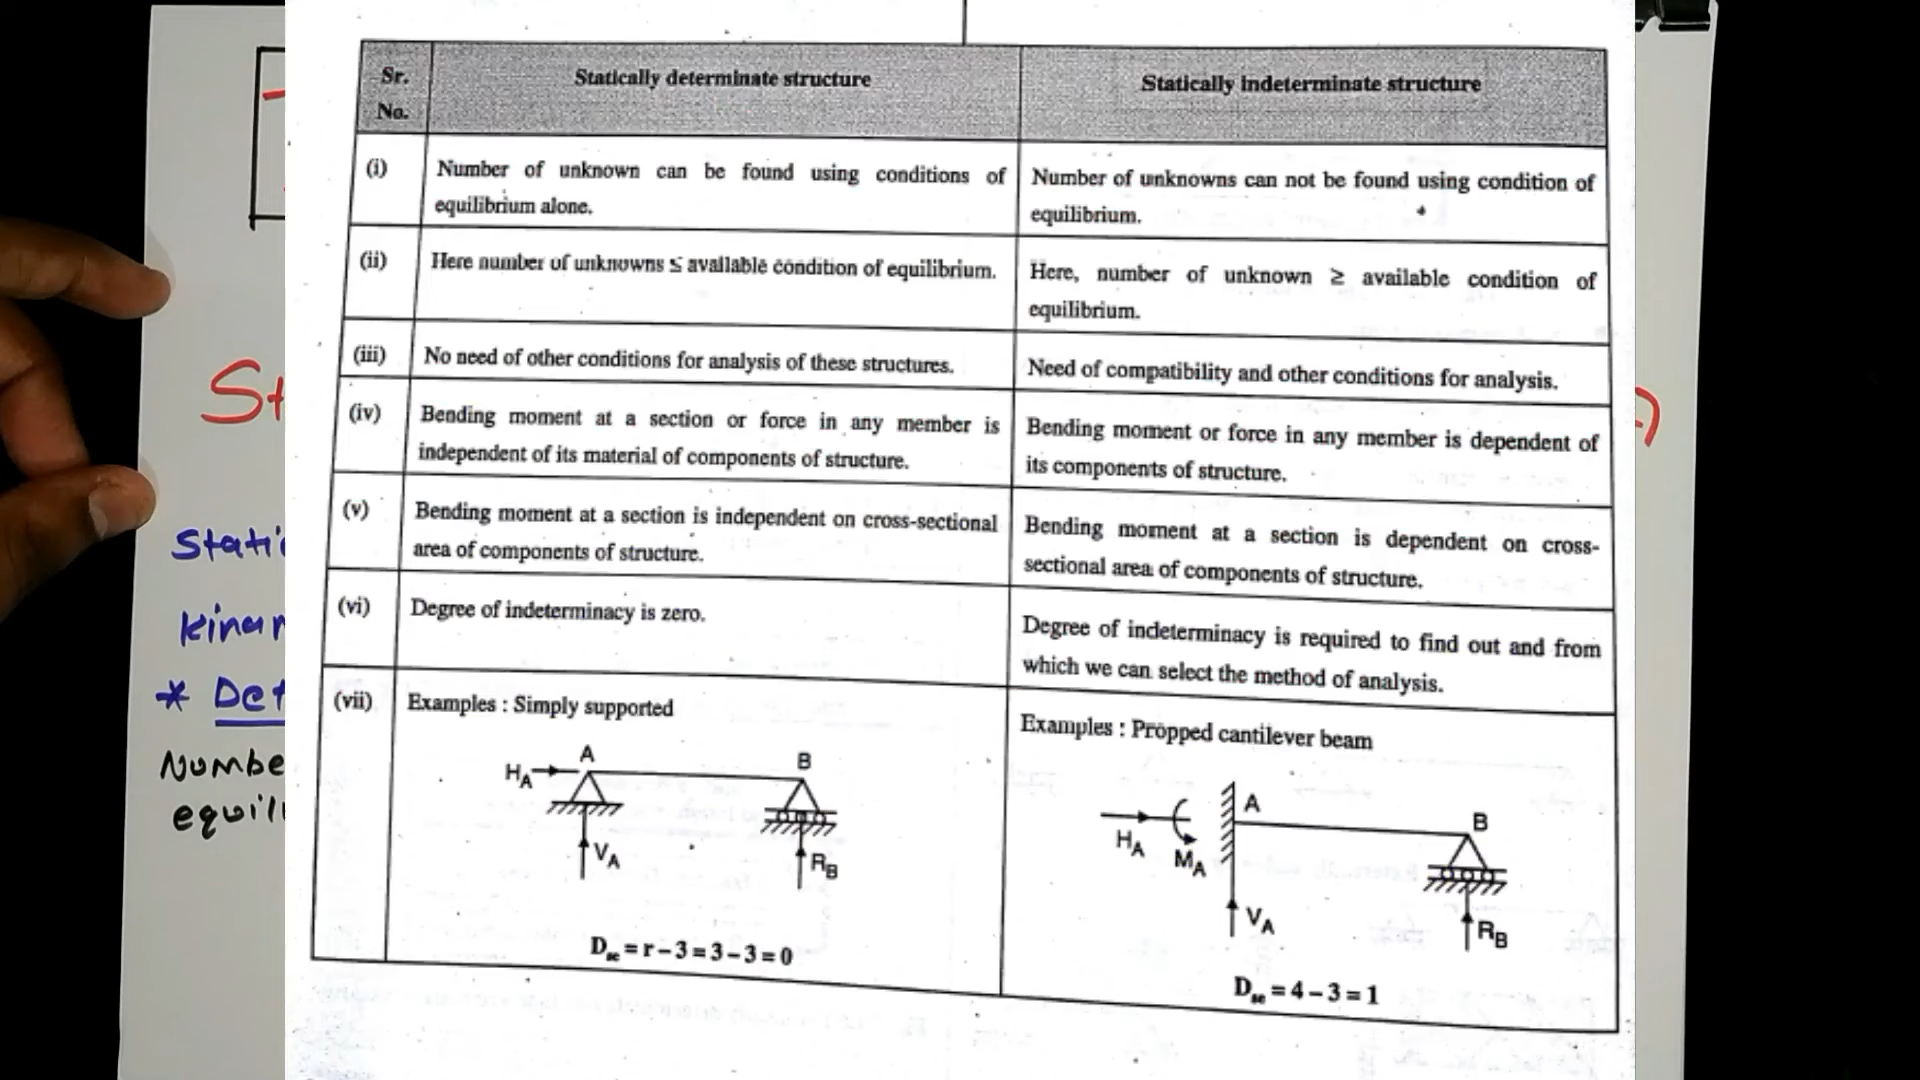 Sr.
No.
Statically determinate structure
Statically indeterminate structure
(i)
Number of unknown can be found using conditions of
equilibrium alone.
Number of unknowns can not be found using condition of
equilibrium.
(ii)
Here number of unknowns ≤ available condition of equilibrium.
Here, number of unknown ≥ available condition of
equilibrium.
(iii)
No need of other conditions for analysis of these structures.
Need of compatibility and other conditions for analysis.
(iv)
Bending moment at a section or force in any member is
independent of its material of components of structure.
Bending moment or force in any member is dependent of
its components of structure.
(v)
Bending moment at a section is independent on cross-sectional
area of components of structure.
Bending moment at a section is dependent on cross-
sectional area of components of structure.
(vi)
Degree of indeterminacy is zero.
Degree of indeterminacy is required to find out and from
which we can select the method of analysis.
(vii)
Examples : Simply supported
A
B
HA
VA
RB
Dse = r – 3 = 3 – 3 = 0
Examples : Propped cantilever beam
A
B
HA
MA
VA
RB
Dse = 4 – 3 = 1
St
)
Stati
kin
* Det
Numbe
equil